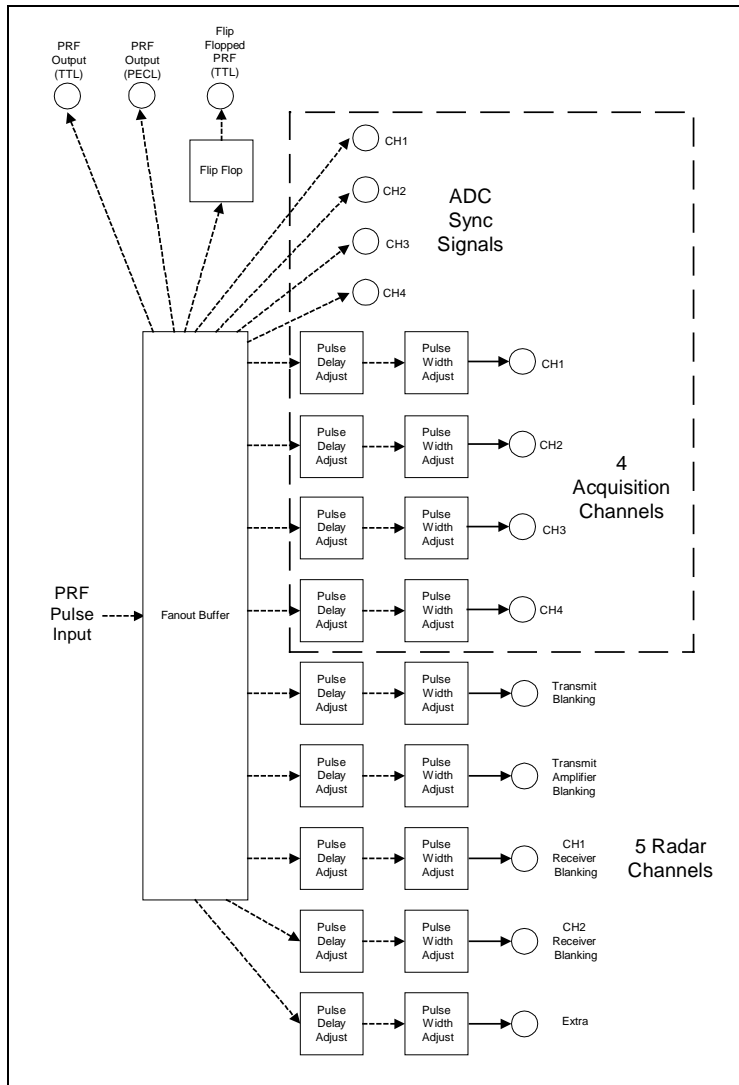 PRF
Output
(TTL)
PRF
Output
(PECL)
Flip
Flopped
PRF
(TTL)
Flip Flop
CH1
CH2
CH3
CH4
ADC
Sync
Signals
Pulse
Delay
Adjust
Pulse
Width
Adjust
CH1
Pulse
Delay
Adjust
Pulse
Width
Adjust
CH2
Pulse
Delay
Adjust
Pulse
Width
Adjust
CH3
Pulse
Delay
Adjust
Pulse
Width
Adjust
CH4
4
Acquisition
Channels
PRF
Pulse
Input
Fanout Buffer
Pulse
Delay
Adjust
Pulse
Width
Adjust
Transmit
Blanking
Pulse
Delay
Adjust
Pulse
Width
Adjust
Transmit
Amplifier
Blanking
Pulse
Delay
Adjust
Pulse
Width
Adjust
CH1
Receiver
Blanking
5 Radar
Channels
Pulse
Delay
Adjust
Pulse
Width
Adjust
CH2
Receiver
Blanking
Pulse
Delay
Adjust
Pulse
Width
Adjust
Extra